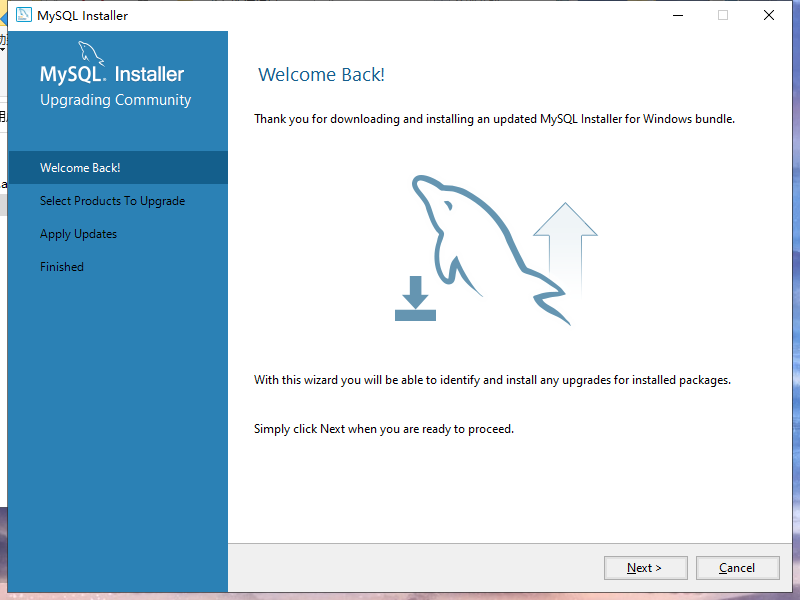 MySQL Installer
MySQL. Installer
Upgrading Community
Welcome Back!
Select Products To Upgrade
Apply Updates
Finished
Welcome Back!
Thank you for downloading and installing an updated MySQL Installer for Windows bundle.
With this wizard you will be able to identify and install any upgrades for installed packages.
Simply click Next when you are ready to proceed.
Next >
Cancel